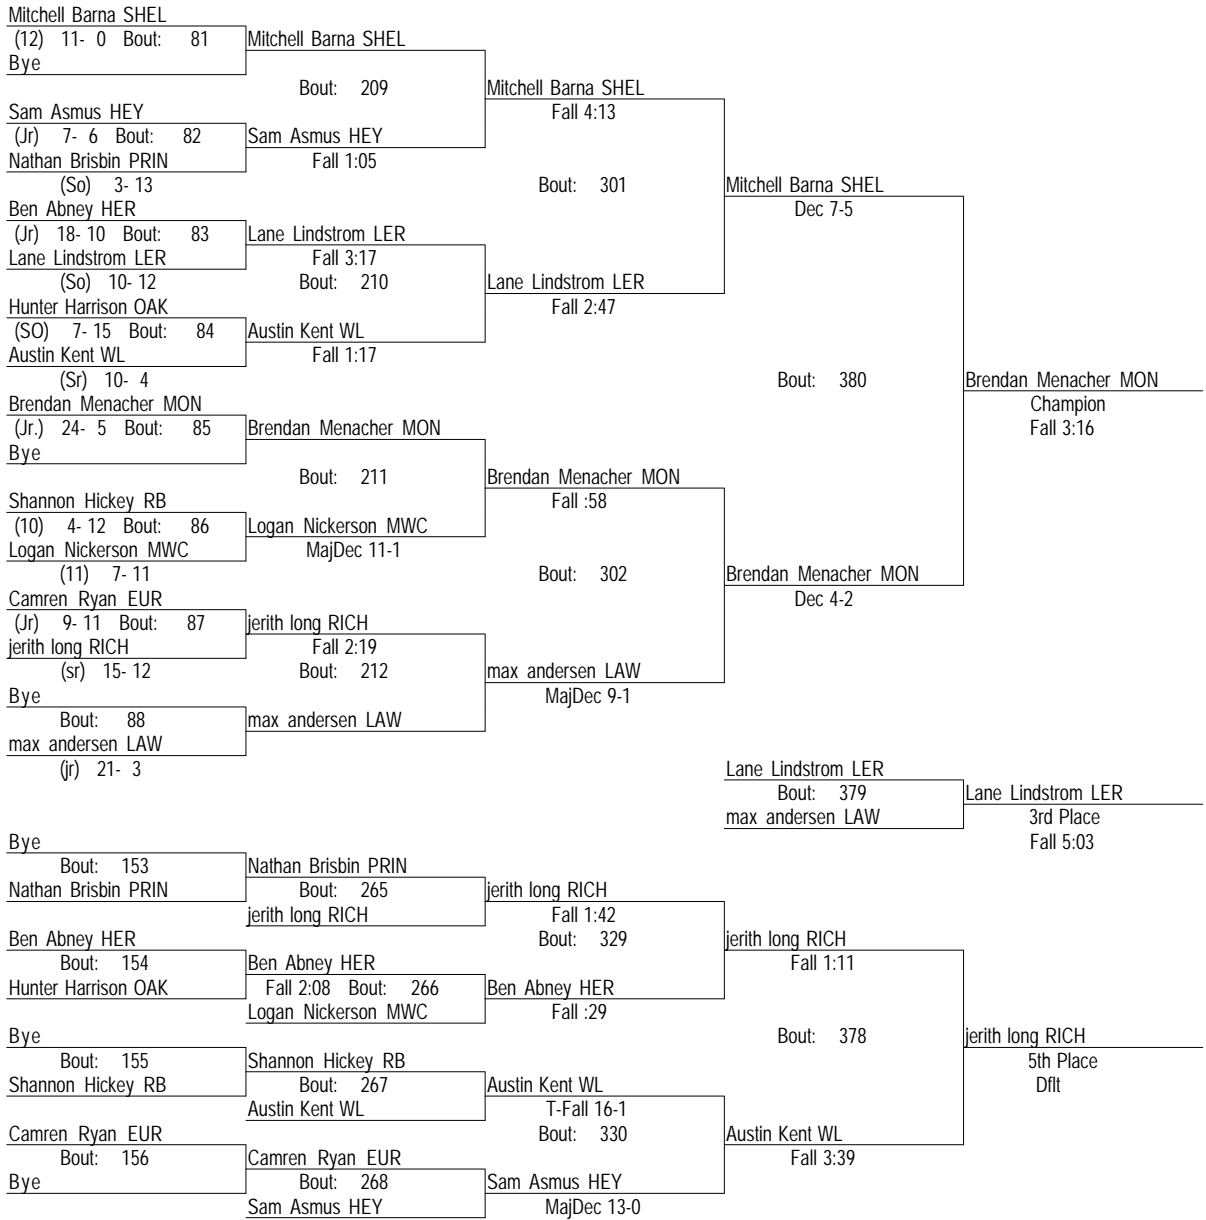 Mitchell Barna SHEL
(12) 11- 0 Bout: 81 Mitchell Barna SHEL
Bye
Bout: 209 Mitchell Barna SHEL
Sam Asmus HEY Fall 4:13
(Jr) 7- 6 Bout: 82 Sam Asmus HEY
Nathan Brisbin PRIN Fall 1:05
(So) 3- 13 Bout: 301 Mitchell Barna SHEL
Ben Abney HER Dec 7-5
(Jr) 18- 10 Bout: 83 Lane Lindstrom LER
Lane Lindstrom LER Fall 3:17
(So) 10- 12 Bout: 210 Lane Lindstrom LER
Hunter Harrison OAK Fall 2:47
(SO) 7- 15 Bout: 84 Austin Kent WL
Austin Kent WL Fall 1:17
(Sr) 10- 4 Bout: 380 Brendan Menacher MON
Brendan Menacher MON Champion
(Jr.) 24- 5 Bout: 85 Brendan Menacher MON Fall 3:16
Bye
Bout: 211 Brendan Menacher MON
Shannon Hickey RB Fall :58
(10) 4- 12 Bout: 86 Logan Nickerson MWC
Logan Nickerson MWC MajDec 11-1
(11) 7- 11 Bout: 302 Brendan Menacher MON
Camren Ryan EUR Dec 4-2
(Jr) 9- 11 Bout: 87 jerith long RICH
jerith long RICH Fall 2:19
(sr) 15- 12 Bout: 212 max andersen LAW
Bye MajDec 9-1
Bout: 88 max andersen LAW
max andersen LAW
(jr) 21- 3 Lane Lindstrom LER
Bout: 379 Lane Lindstrom LER
max andersen LAW 3rd Place
Bye Fall 5:03
Bout: 153 Nathan Brisbin PRIN
Nathan Brisbin PRIN Bout: 265 jerith long RICH
jerith long RICH Fall 1:42
Ben Abney HER Bout: 329 jerith long RICH
Bout: 154 Ben Abney HER Fall 1:11
Hunter Harrison OAK Fall 2:08 Bout: 266 Ben Abney HER
Logan Nickerson MWC Fall :29
Bye Bout: 378 jerith long RICH
Bout: 155 Shannon Hickey RB 5th Place
Shannon Hickey RB Bout: 267 Austin Kent WL Dflt
Austin Kent WL T-Fall 16-1
Camren Ryan EUR Bout: 330 Austin Kent WL
Bout: 156 Camren Ryan EUR Fall 3:39
Bye Bout: 268 Sam Asmus HEY
Sam Asmus HEY MajDec 13-0